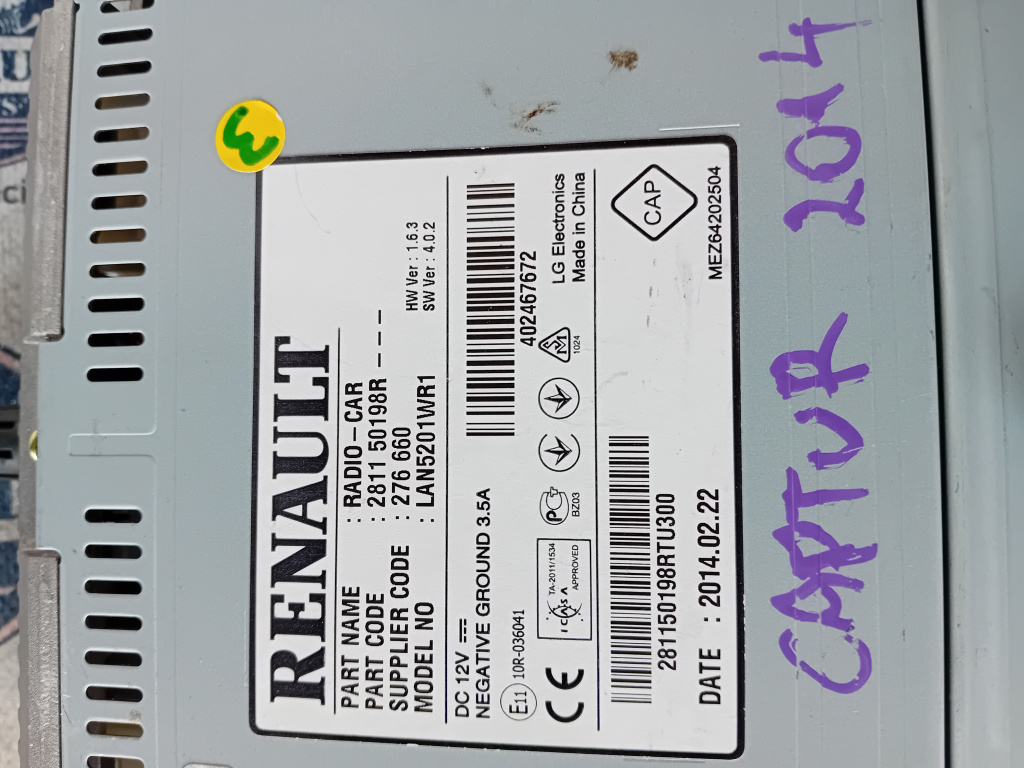 RENAULT
PART NAME : RADIO-CAR
PART CODE : 2811 50198R - - -
SUPPLIER CODE : 276 660
MODEL NO : LAN5201WR1
HW Ver : 1.6.3
SW Ver : 4.0.2
DC 12V
NEGATIVE GROUND 3.5A
402467672
E11 10R-036041
CE
ICASA
TA-2011/1534
APPROVED
PG
BZ03
1024
LG Electronics
Made in China
281150198RTU300
DATE : 2014.02.22
CAP
MEZ64202504
CAPTUR 2014
3